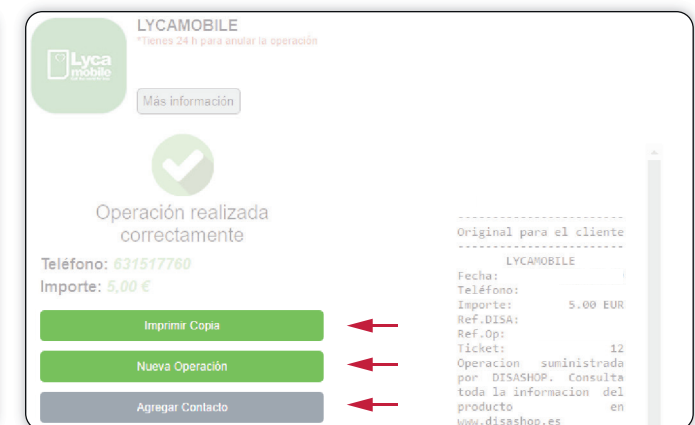 LYCAMOBILE
*Tienes 24 h para anular la operación
Lyca
mobile
Más información
Operación realizada
correctamente
Teléfono: 631517760
Importe: 5,00 €
Imprimir Copia
Nueva Operación
Agregar Contacto
------------------------
Original para el cliente
------------------------
LYCAMOBILE
Fecha:
Teléfono:
Importe: 5.00 EUR
Ref.DISA:
Ref.Op:
Ticket: 12
Operacion suministrada
por DISASHOP. Consulta
toda la informacion del
producto en
www.disashop.es